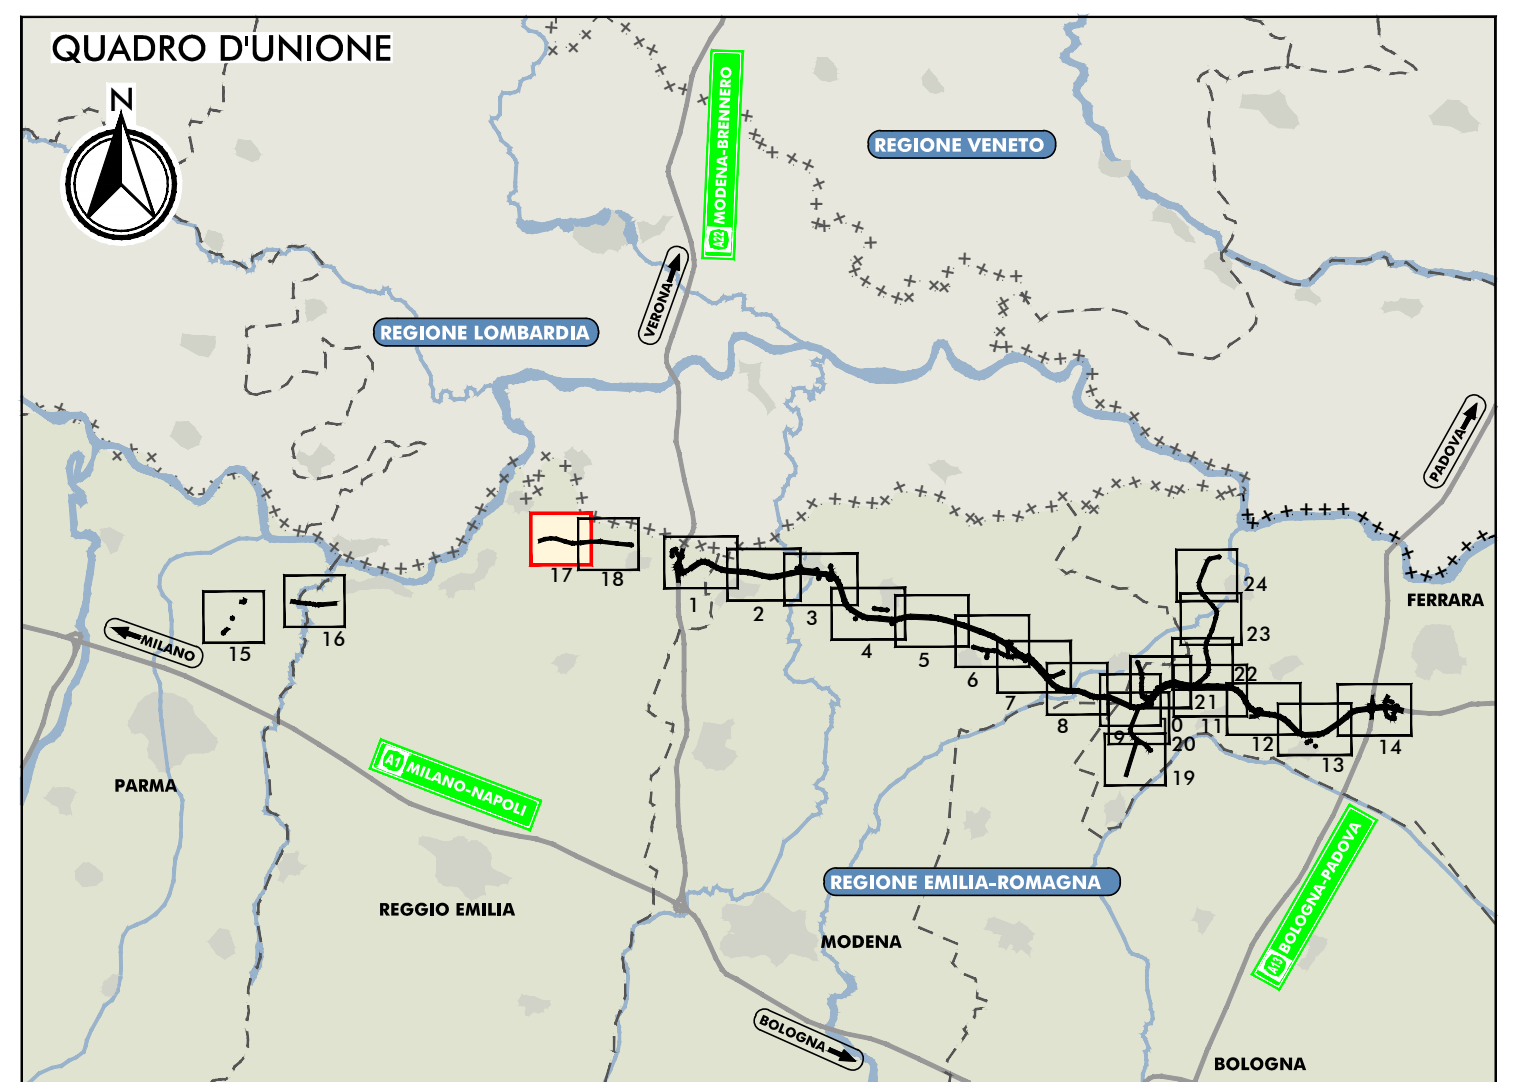 QUADRO D'UNIONE
N
A22 MODENA-BRENNERO
REGIONE VENETO
VERONA
REGIONE LOMBARDIA
PADOVA
17
18
1
2
3
4
5
6
7
8
9
0
11
12
13
14
15
16
19
20
21
22
23
24
FERRARA
MILANO
PARMA
A1 MILANO-NAPOLI
REGGIO EMILIA
REGIONE EMILIA-ROMAGNA
MODENA
A13 BOLOGNA-PADOVA
BOLOGNA
BOLOGNA